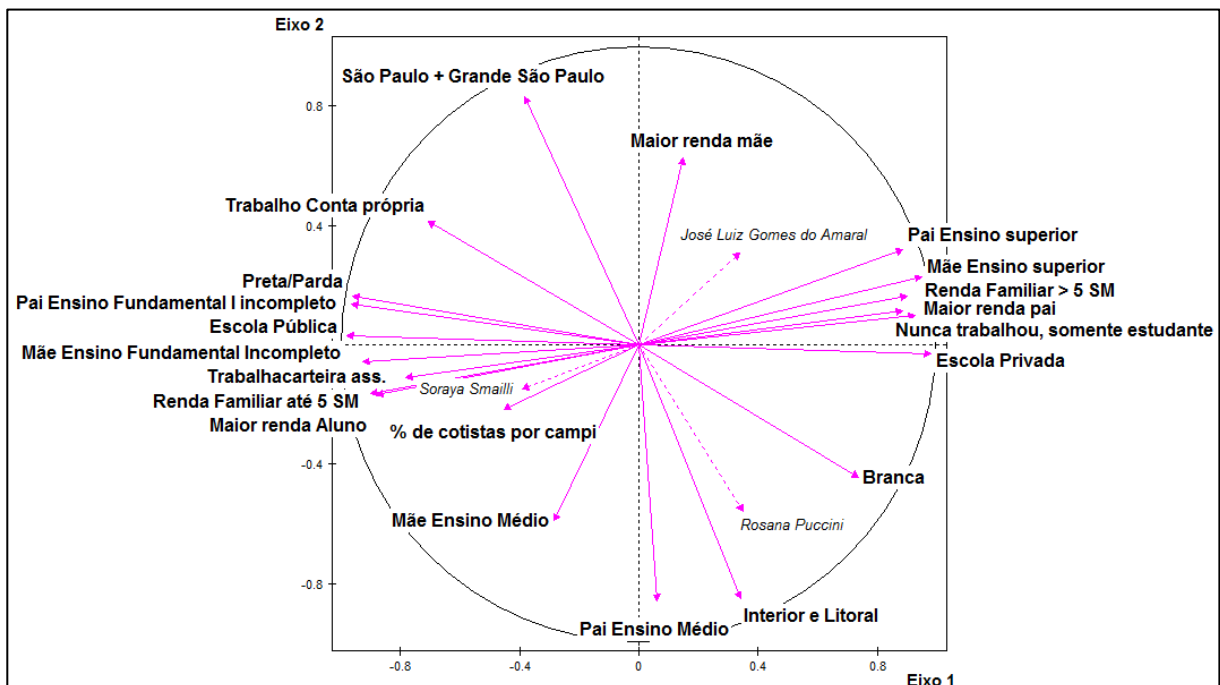 Eixo 2
São Paulo + Grande São Paulo
0.8
Maior renda mãe
Trabalho Conta própria
0.4
José Luiz Gomes do Amaral
Pai Ensino superior
Mãe Ensino superior
Preta/Parda
Renda Familiar > 5 SM
Pai Ensino Fundamental I incompleto
Maior renda pai
Escola Pública
Nunca trabalhou, somente estudante
0
Mãe Ensino Fundamental Incompleto
Escola Privada
Trabalhacarteira ass.
Soraya Smailli
Renda Familiar até 5 SM
Maior renda Aluno
% de cotistas por campi
-0.4
Branca
Mãe Ensino Médio
Rosana Puccini
-0.8
Interior e Litoral
Pai Ensino Médio
-0.8 -0.4 0 0.4 0.8
Eixo 1